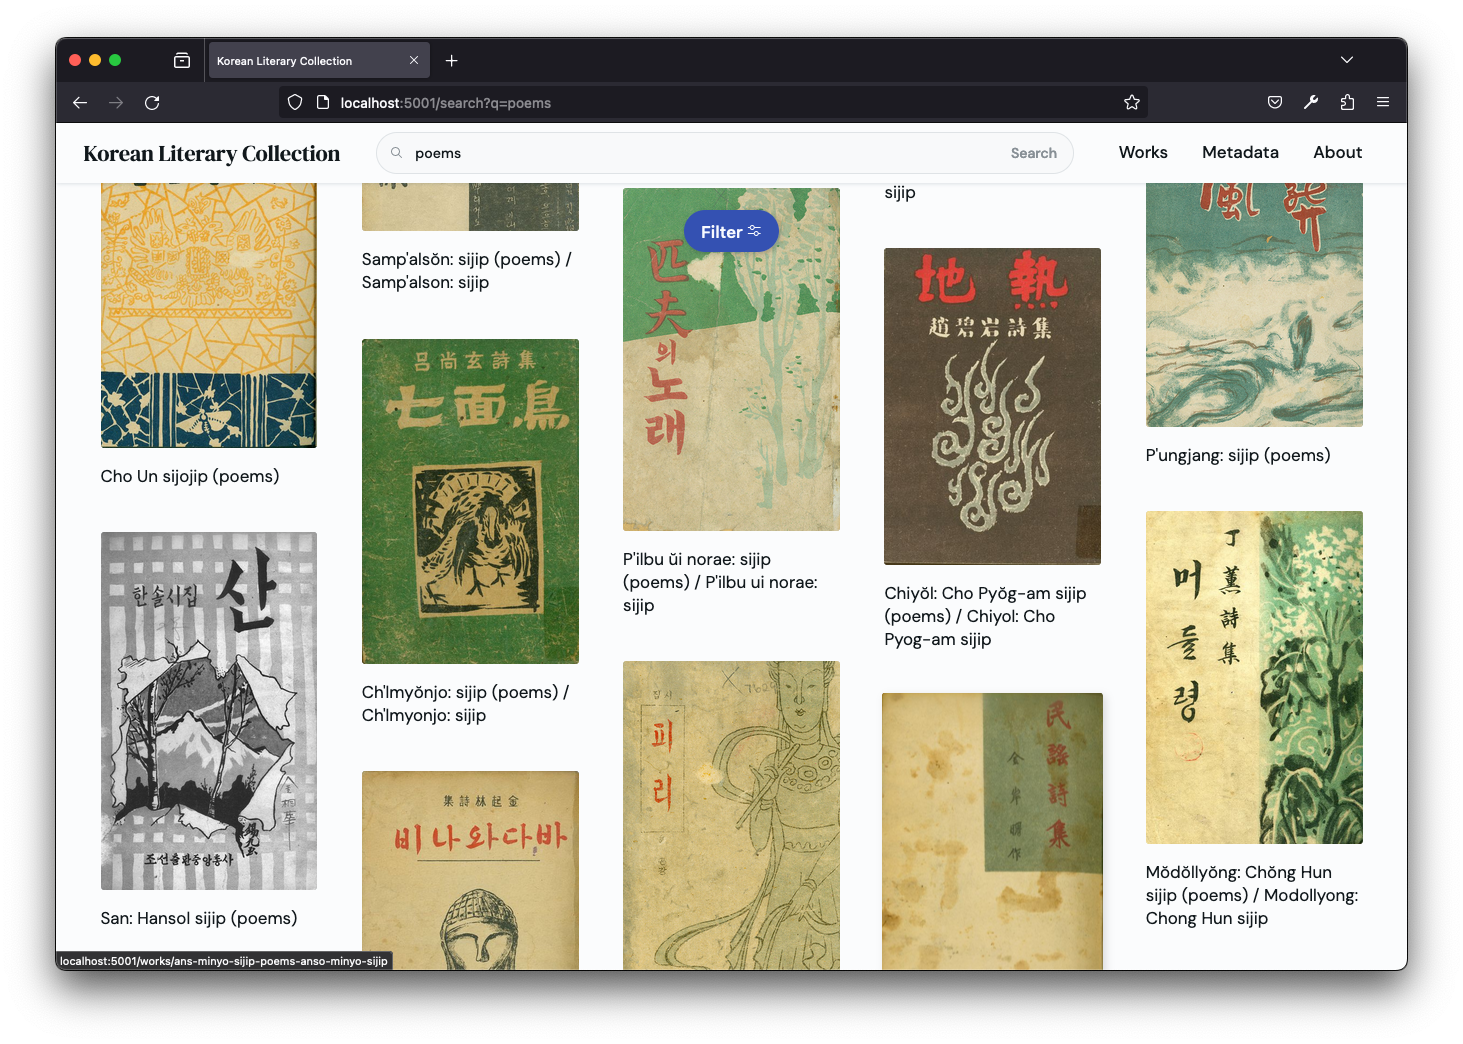 Korean Literary Collection
localhost:5001/search?q=poems
Korean Literary Collection
poems
Search
Works
Metadata
About
Filter
Cho Un sijojip (poems)
산
한솔시집
조선출판중앙총사
San: Hansol sijip (poems)
Samp'alsŏn: sijip (poems) /
Samp'alson: sijip
呂尚玄詩集
七面鳥
Ch'lmyŏnjo: sijip (poems) /
Ch'lmyonjo: sijip
集詩林起金
비나와다바
匹夫의노래
P'ilbu ŭi norae: sijip
(poems) / P'ilbu ui norae:
sijip
피리
sijip
地熱
趙碧岩詩集
Chiyŏl: Cho Pyŏg-am sijip
(poems) / Chiyol: Cho
Pyog-am sijip
民謠詩集
金岸曙作
風葬
P'ungjang: sijip (poems)
丁薰詩集
머들령
Mŏdŏllyŏng: Chŏng Hun
sijip (poems) / Modollyong:
Chong Hun sijip
localhost:5001/works/ans-minyo-sijip-poems-anso-minyo-sijip